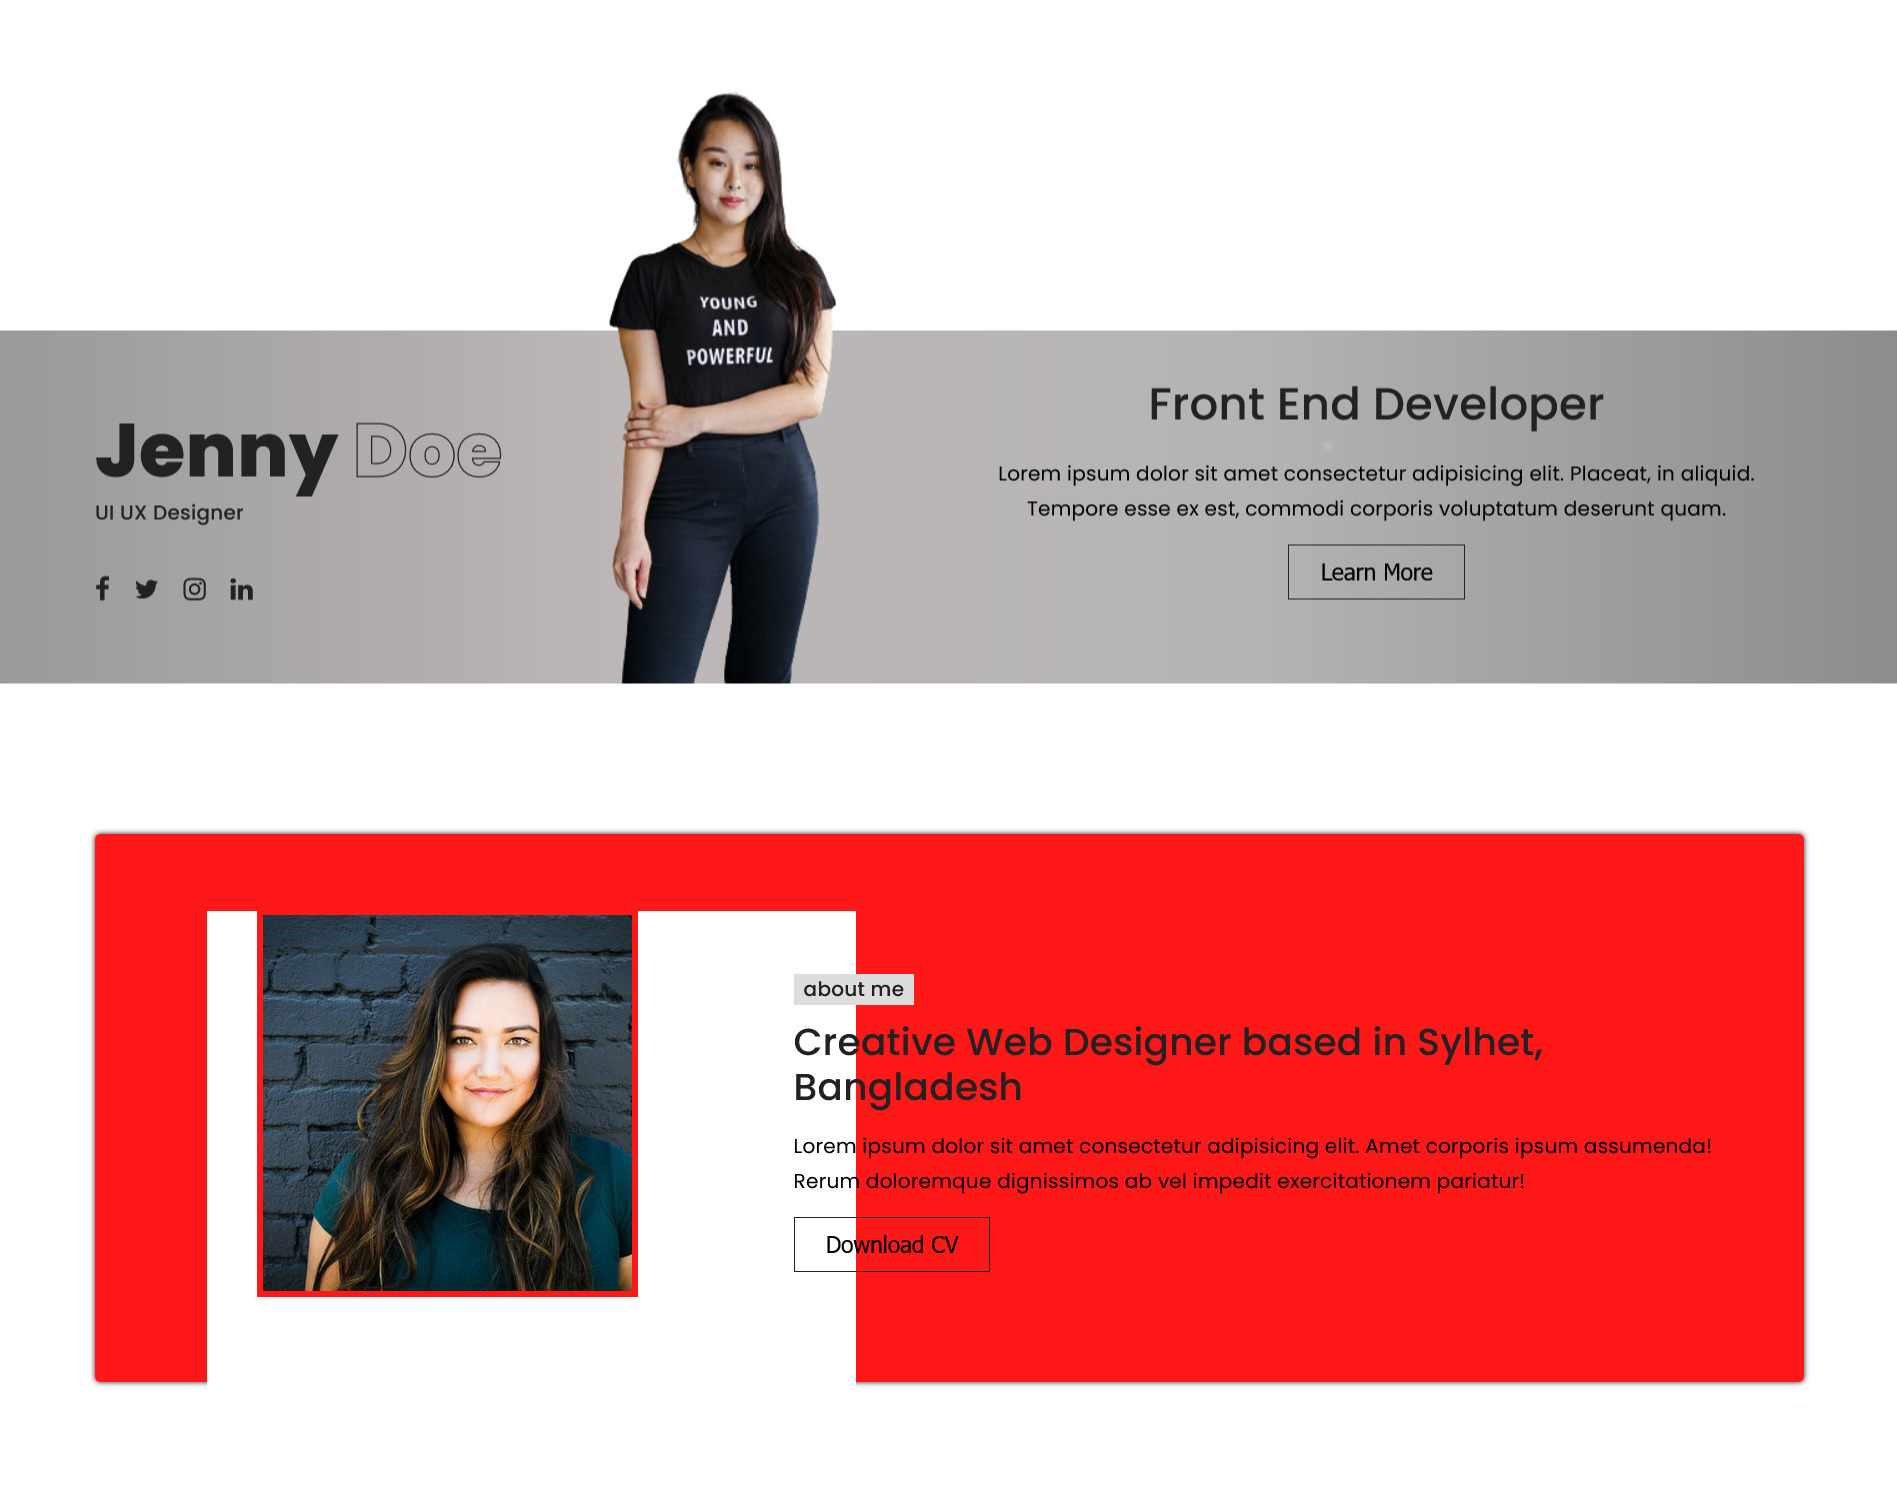 YOUNG
AND
POWERFUL
Jenny Doe
UI UX Designer
Front End Developer
Lorem ipsum dolor sit amet consectetur adipisicing elit. Placeat, in aliquid.
Tempore esse ex est, commodi corporis voluptatum deserunt quam.
Learn More
about me
Creative Web Designer based in Sylhet,
Bangladesh
Lorem ipsum dolor sit amet consectetur adipisicing elit. Amet corporis ipsum assumenda!
Rerum doloremque dignissimos ab vel impedit exercitationem pariatur!
Download CV